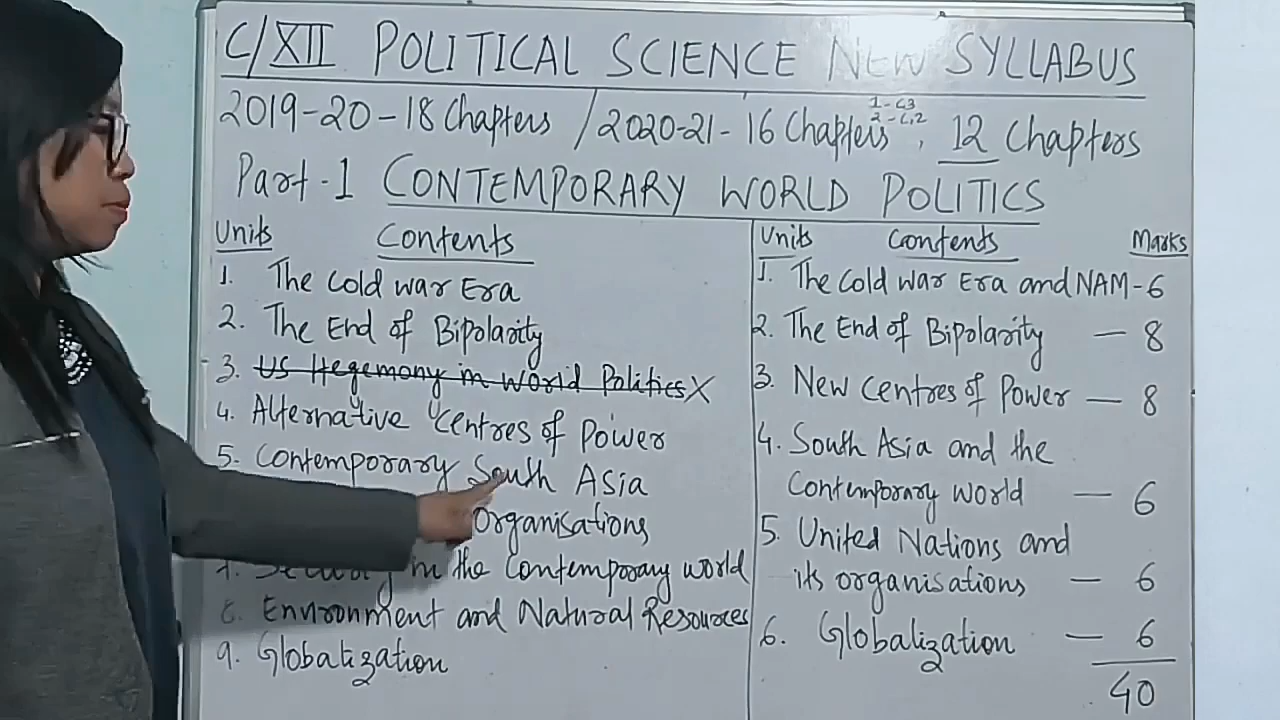 C/XII POLITICAL SCIENCE NEW SYLLABUS
2019-20-18 Chapters / 2020-21-16 Chapters, 12 Chapters
Part-1 CONTEMPORARY WORLD POLITICS
Units Contents
1. The Cold War Era
2. The End of Bipolarity
3. US Hegemony in World Politics X
4. Alternative Centres of Power
5. Contemporary South Asia
Organisations
in the Contemporary world
8. Environment and Natural Resources
9. Globalization
Units Contents Marks
1. The Cold War Era and NAM - 6
2. The End of Bipolarity — 8
3. New Centres of Power — 8
4. South Asia and the
Contemporary World — 6
5. United Nations and
its organisations — 6
6. Globalization — 6
40